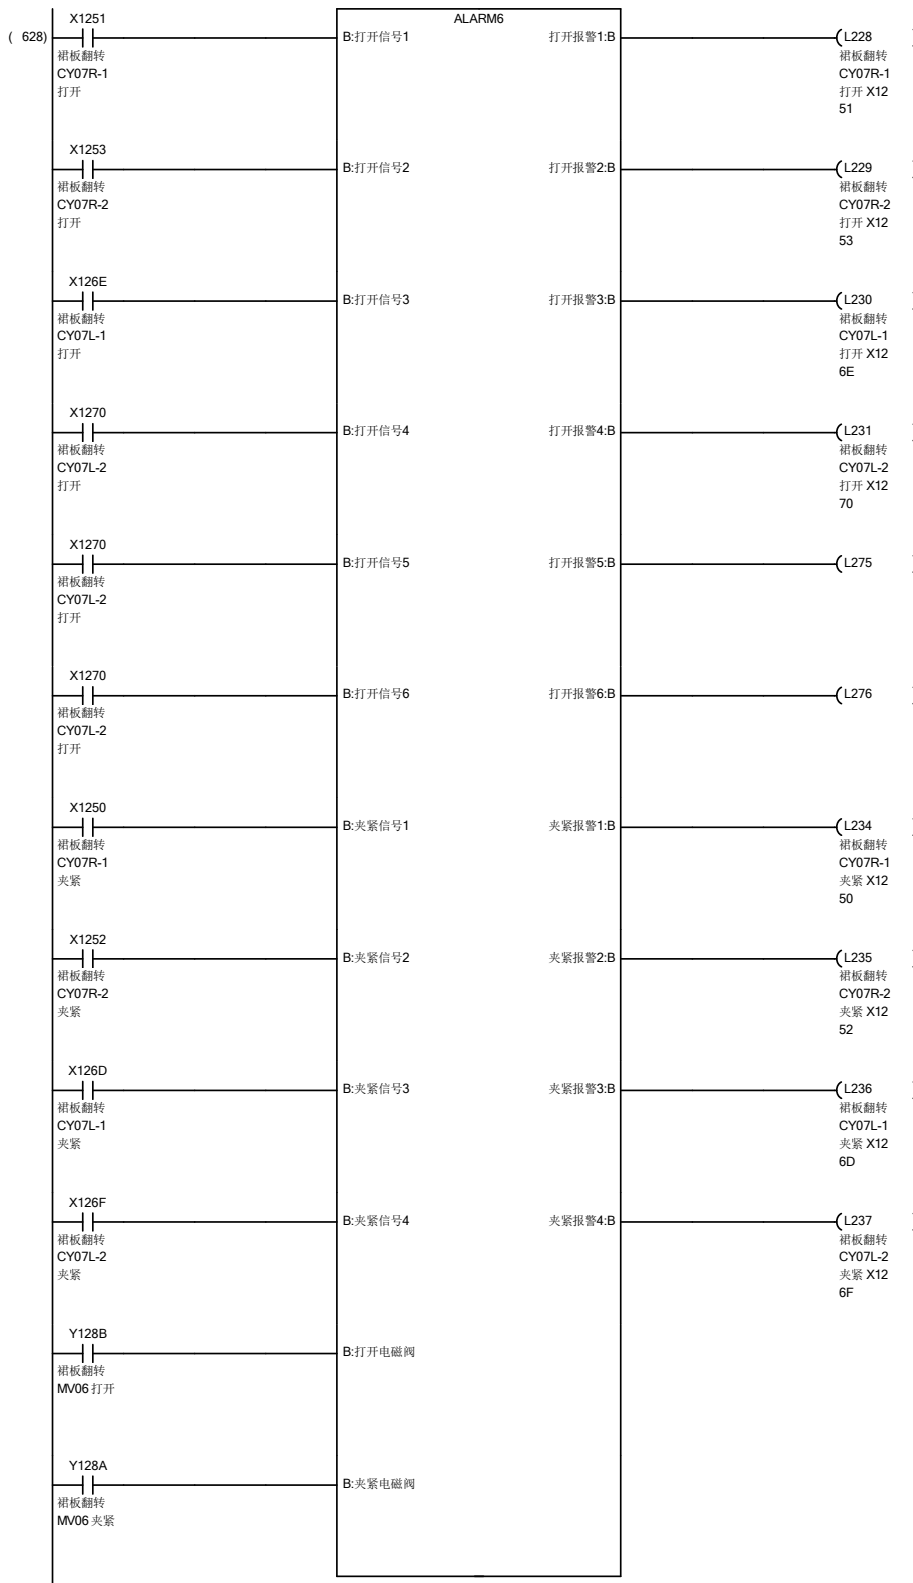 X1251
ALARM6
( 628)
B:打开信号1
打开报警1:B
L228
裙板翻转
CY07R-1
打开
裙板翻转
CY07R-1
打开 X12
51
X1253
B:打开信号2
打开报警2:B
L229
裙板翻转
CY07R-2
打开
裙板翻转
CY07R-2
打开 X12
53
X126E
B:打开信号3
打开报警3:B
L230
裙板翻转
CY07L-1
打开
裙板翻转
CY07L-1
打开 X12
6E
X1270
B:打开信号4
打开报警4:B
L231
裙板翻转
CY07L-2
打开
裙板翻转
CY07L-2
打开 X12
70
X1270
B:打开信号5
打开报警5:B
L275
裙板翻转
CY07L-2
打开
X1270
B:打开信号6
打开报警6:B
L276
裙板翻转
CY07L-2
打开
X1250
B:夹紧信号1
夹紧报警1:B
L234
裙板翻转
CY07R-1
夹紧
裙板翻转
CY07R-1
夹紧 X12
50
X1252
B:夹紧信号2
夹紧报警2:B
L235
裙板翻转
CY07R-2
夹紧
裙板翻转
CY07R-2
夹紧 X12
52
X126D
B:夹紧信号3
夹紧报警3:B
L236
裙板翻转
CY07L-1
夹紧
裙板翻转
CY07L-1
夹紧 X12
6D
X126F
B:夹紧信号4
夹紧报警4:B
L237
裙板翻转
CY07L-2
夹紧
裙板翻转
CY07L-2
夹紧 X12
6F
Y128B
B:打开电磁阀
裙板翻转
MV06 打开
Y128A
B:夹紧电磁阀
裙板翻转
MV06 夹紧